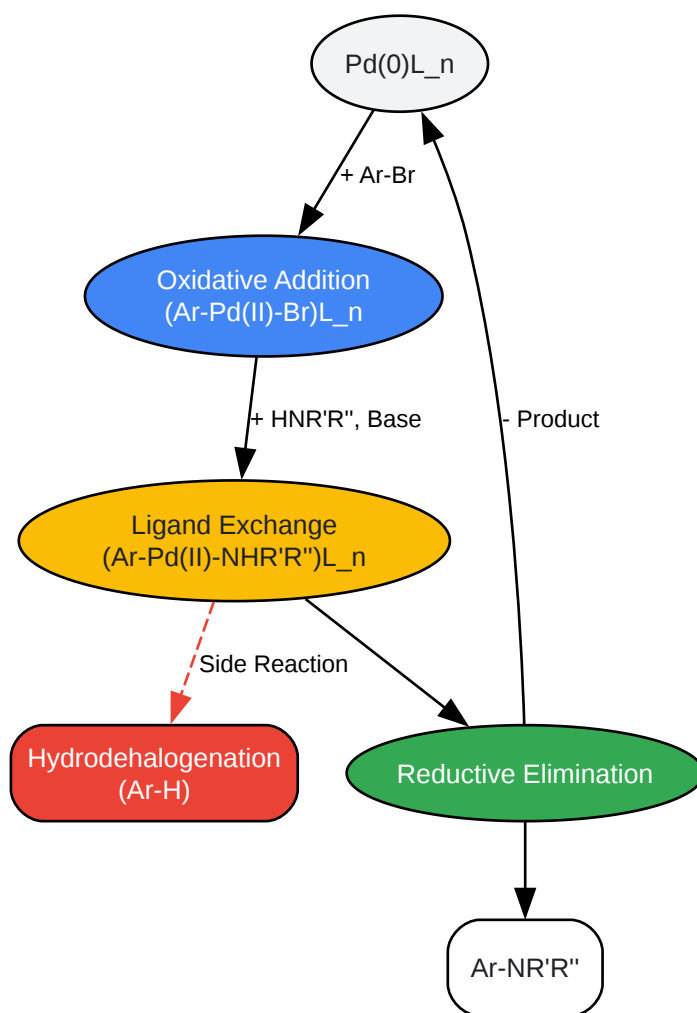 Pd(0)L_n
+ Ar-Br
Oxidative Addition
(Ar-Pd(II)-Br)L_n
+ HNR'R'', Base
- Product
Ligand Exchange
(Ar-Pd(II)-NHR'R'')L_n
Side Reaction
Hydrodehalogenation
(Ar-H)
Reductive Elimination
Ar-NR'R''